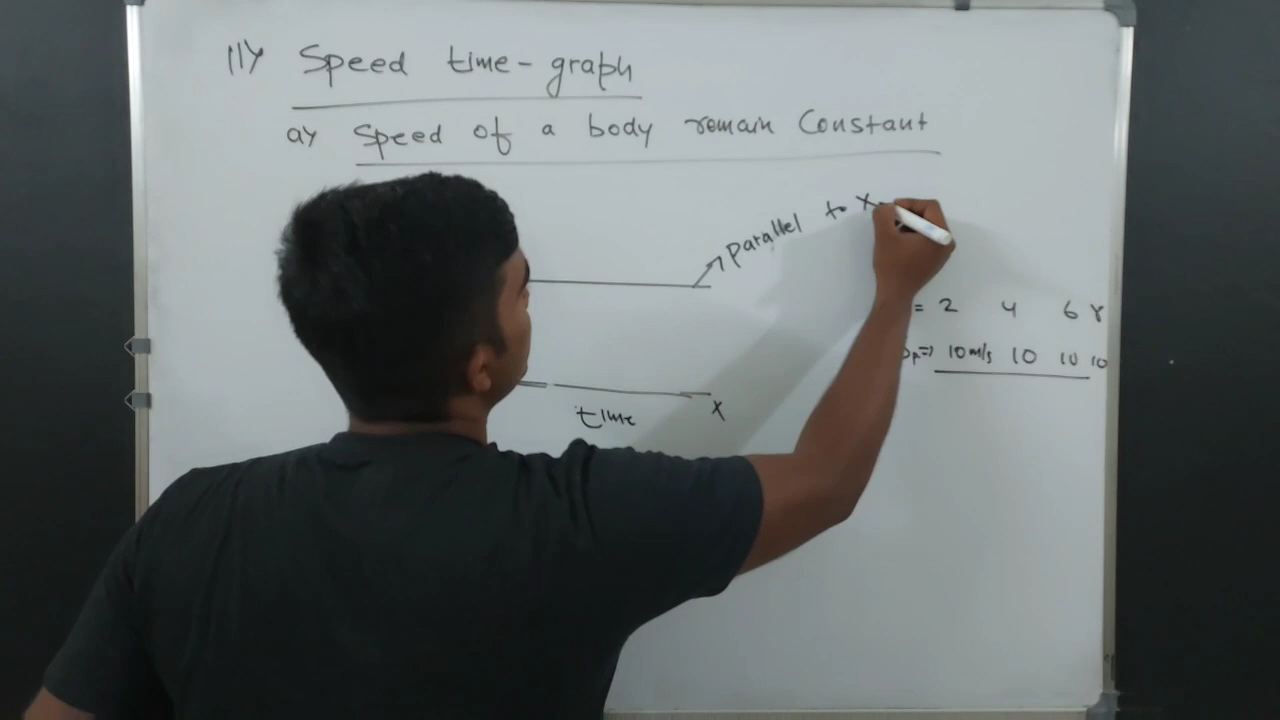 11Y Speed time-graph
aY Speed of a body remain Constant
parallel to X
= 2 4 6 Y
p=> 10m/s 10 10 10
time X